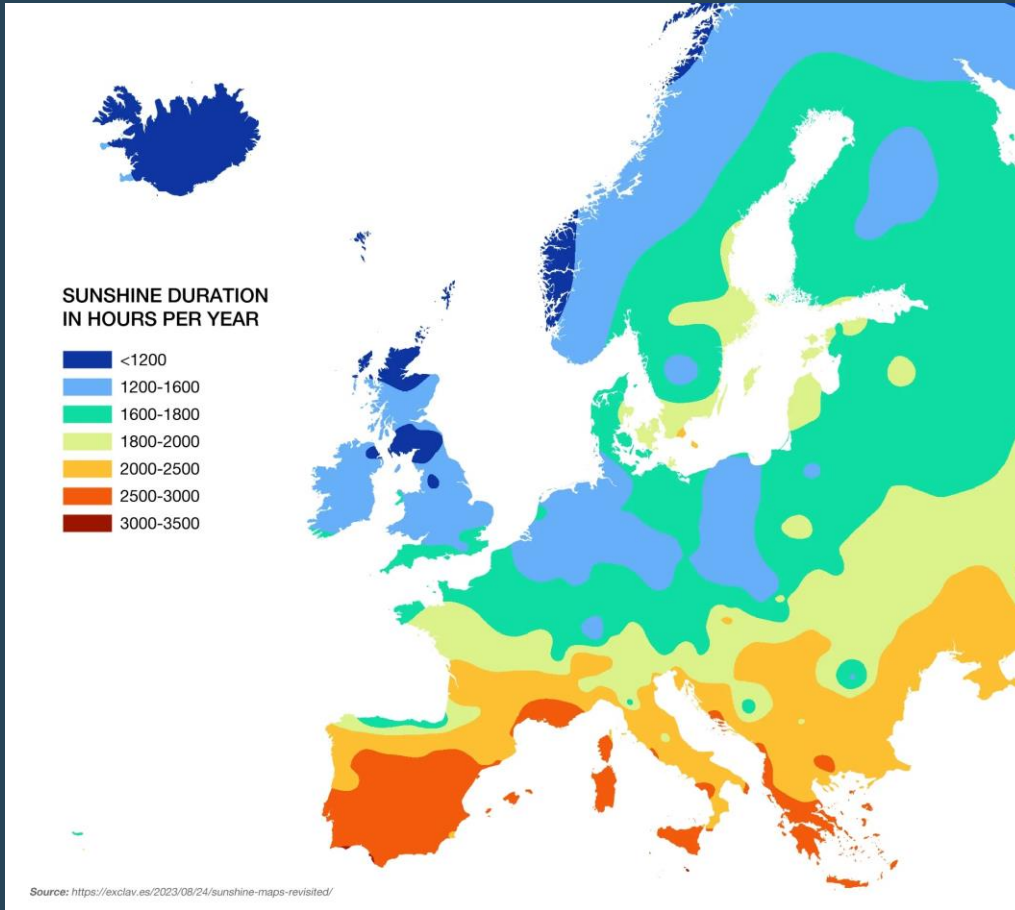 SUNSHINE DURATION
IN HOURS PER YEAR
<1200
1200-1600
1600-1800
1800-2000
2000-2500
2500-3000
3000-3500
Source: https://exclav.es/2023/08/24/sunshine-maps-revisited/